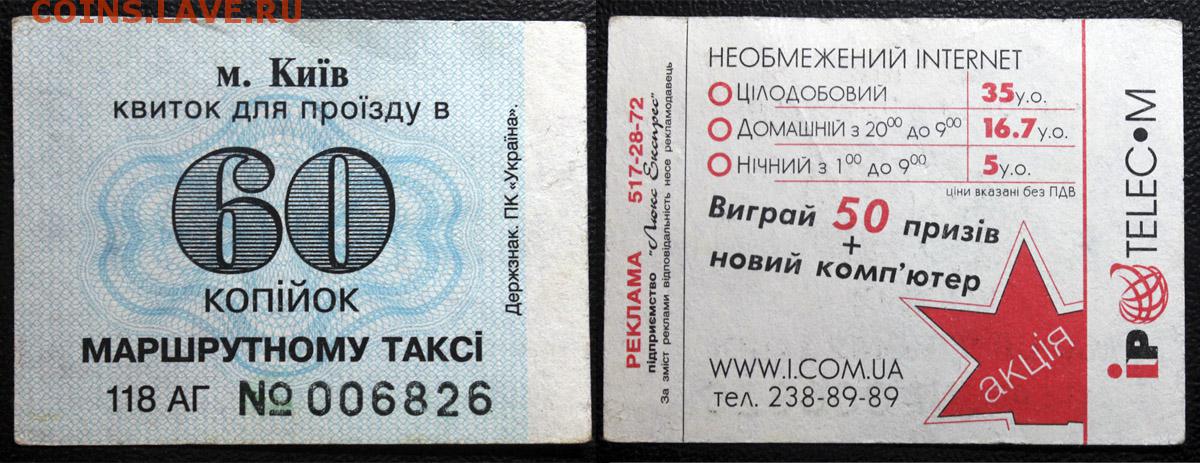 COINS.LAVE.RU
м. Київ
квиток для проїзду в
60
КОПІЙОК
МАРШРУТНОМУ ТАКСІ
118 АГ № 006826
Держзнак. ПК «Україна».
РЕКЛАМА 517-28-72
підприємство "Люкс Експрес"
За зміст реклами відповідальність несе рекламодавець
НЕОБМЕЖЕНИЙ INTERNET
ЦІЛОДОБОВИЙ 35у.о.
ДОМАШНІЙ з 20⁰⁰ до 9⁰⁰ 16.7у.о.
НІЧНИЙ з 1⁰⁰ до 9⁰⁰ 5у.о.
ціни вказані без ПДВ
Виграй 50 призів
+
новий комп'ютер
акція
WWW.I.COM.UA
тел. 238-89-89
ip TELEC•M